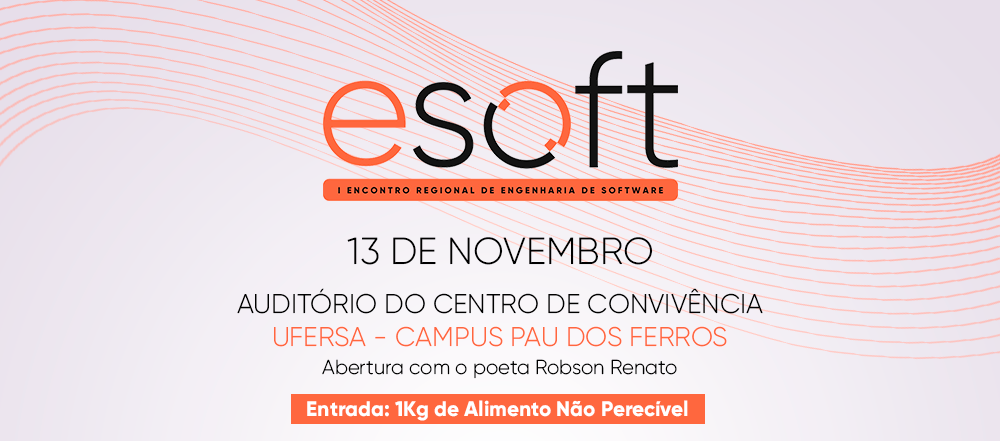 esoft
I ENCONTRO REGIONAL DE ENGENHARIA DE SOFTWARE
13 DE NOVEMBRO
AUDITÓRIO DO CENTRO DE CONVIVÊNCIA
UFERSA - CAMPUS PAU DOS FERROS
Abertura com o poeta Robson Renato
Entrada: 1Kg de Alimento Não Perecível